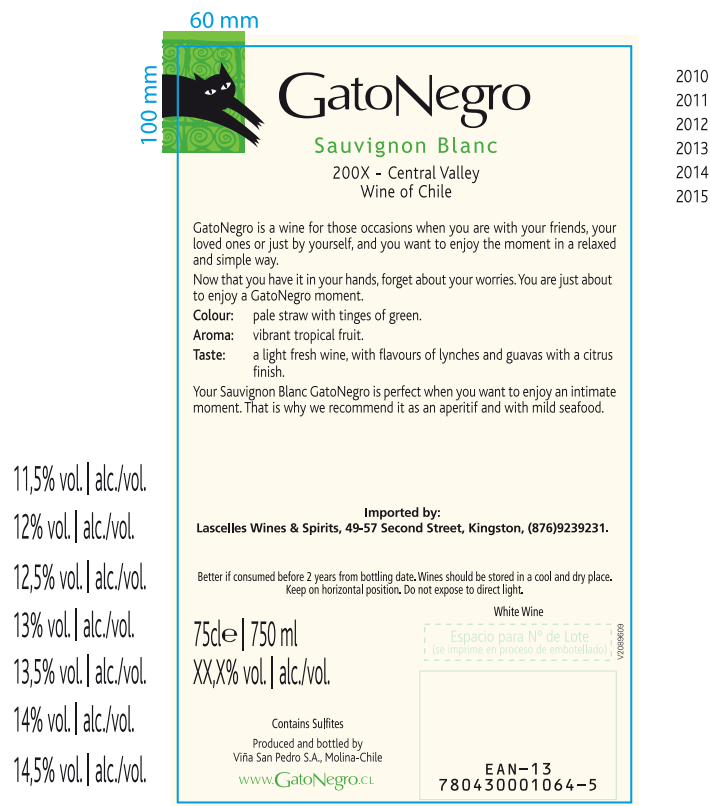 60 mm
100 mm
GatoNegro
Sauvignon Blanc
200X - Central Valley
Wine of Chile
GatoNegro is a wine for those occasions when you are with your friends, your
loved ones or just by yourself, and you want to enjoy the moment in a relaxed
and simple way.
Now that you have it in your hands, forget about your worries. You are just about
to enjoy a GatoNegro moment.
Colour: pale straw with tinges of green.
Aroma: vibrant tropical fruit.
Taste: a light fresh wine, with flavours of lynches and guavas with a citrus
finish.
Your Sauvignon Blanc GatoNegro is perfect when you want to enjoy an intimate
moment. That is why we recommend it as an aperitif and with mild seafood.
Imported by:
Lascelles Wines & Spirits, 49-57 Second Street, Kingston, (876)9239231.
Better if consumed before 2 years from bottling date. Wines should be stored in a cool and dry place.
Keep on horizontal position. Do not expose to direct light.
White Wine
75cl℮ | 750 ml
XX,X% vol. | alc./vol.
Espacio para Nº de Lote
(se imprime en proceso de embotellado)
V2089609
Contains Sulfites
Produced and bottled by
Viña San Pedro S.A., Molina-Chile
www.GatoNegro.cl
EAN-13
780430001064-5
2010
2011
2012
2013
2014
2015
11,5% vol. | alc./vol.
12% vol. | alc./vol.
12,5% vol. | alc./vol.
13% vol. | alc./vol.
13,5% vol. | alc./vol.
14% vol. | alc./vol.
14,5% vol. | alc./vol.